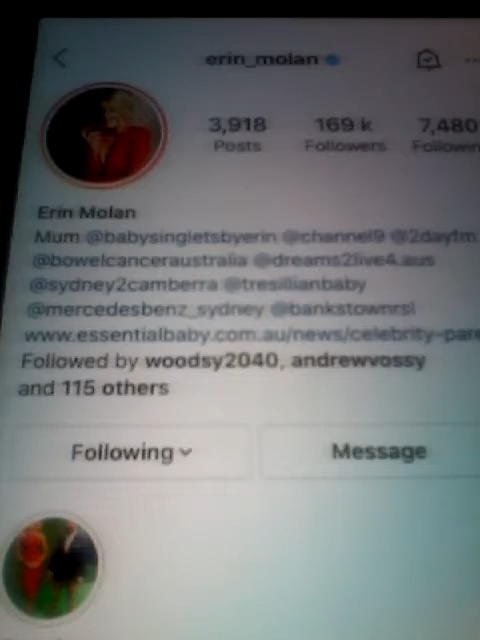 erin_molan
3,918 169 k 7,480
Posts Followers Followin
Erin Molan
Mum @babysingletsbyerin @channel9 @2dayfm
@bowelcanceraustralia @dreams2live4.aus
@sydney2camberra @tresillianbaby
@mercedesbenz_sydney @bankstownrsl
www.essentialbaby.com.au/news/celebrity-pare
Followed by woodsy2040, andrewvossy
and 115 others
Following Message